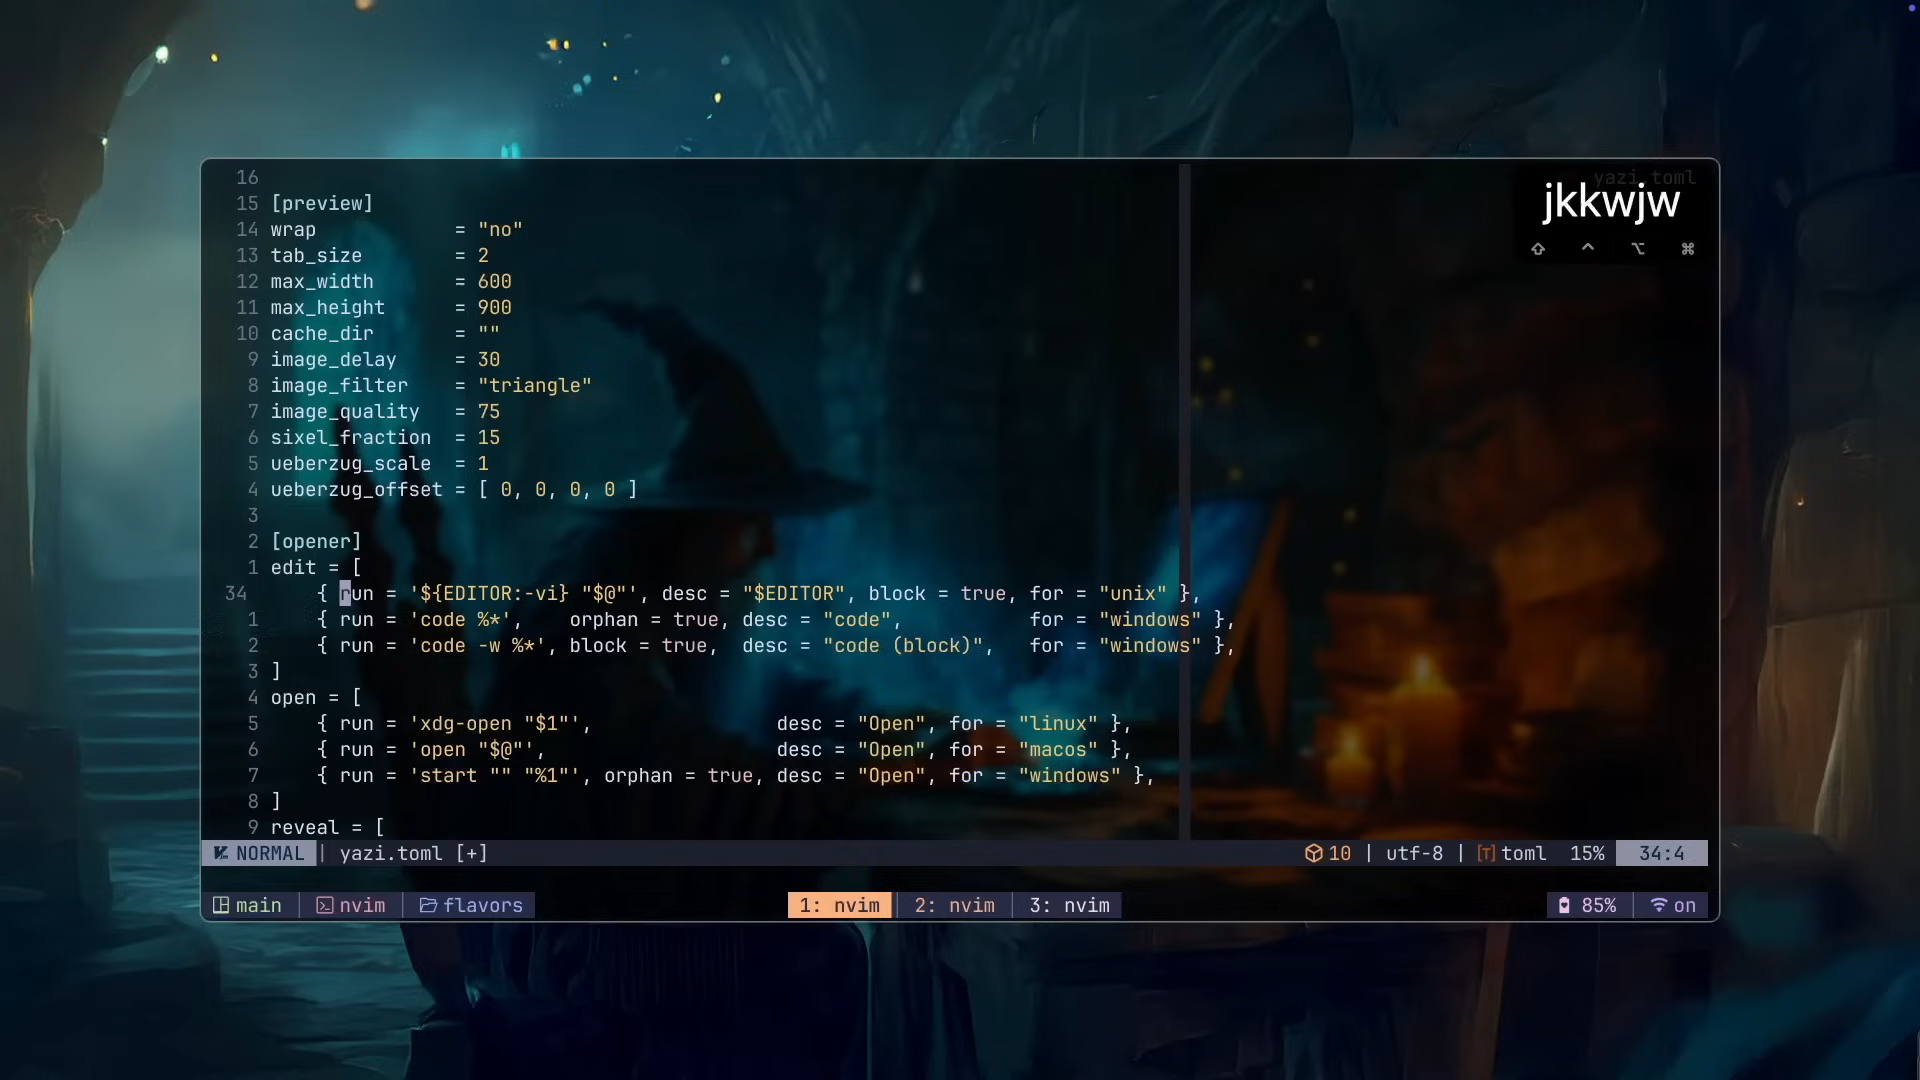 yazi.toml
jkkwjw
⇧ ^ ⌥ ⌘
16
15 [preview]
14 wrap            = "no"
13 tab_size        = 2
12 max_width       = 600
11 max_height      = 900
10 cache_dir       = ""
9 image_delay     = 30
8 image_filter    = "triangle"
7 image_quality   = 75
6 sixel_fraction  = 15
5 ueberzug_scale  = 1
4 ueberzug_offset = [ 0, 0, 0, 0 ]
3
2 [opener]
1 edit = [
34     { run = '${EDITOR:-vi} "$@"', desc = "$EDITOR", block = true, for = "unix" },
1     { run = 'code %*',    orphan = true, desc = "code",           for = "windows" },
2     { run = 'code -w %*', block = true,  desc = "code (block)",   for = "windows" },
3 ]
4 open = [
5     { run = 'xdg-open "$1"',                desc = "Open", for = "linux" },
6     { run = 'open "$@"',                    desc = "Open", for = "macos" },
7     { run = 'start "" "%1"', orphan = true, desc = "Open", for = "windows" },
8 ]
9 reveal = [
NORMAL | yazi.toml [+] 10 | utf-8 | [T] toml 15% 34:4
main nvim flavors 1: nvim 2: nvim 3: nvim 85% on